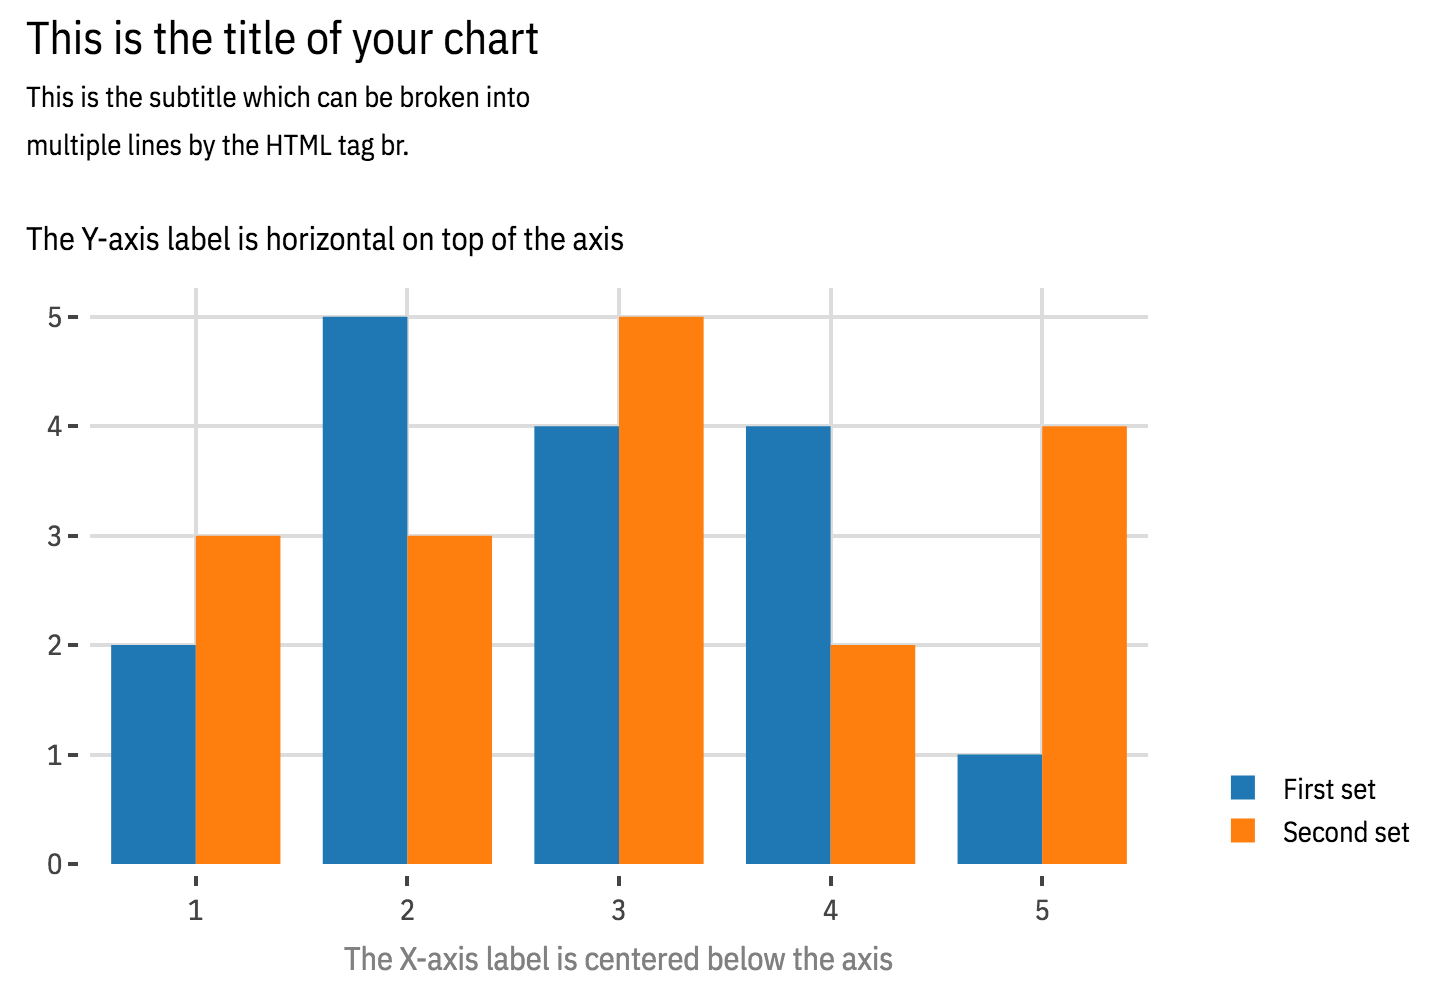 This is the title of your chart
This is the subtitle which can be broken into
multiple lines by the HTML tag br.
The Y-axis label is horizontal on top of the axis
5
4
3
2
1
0
1 2 3 4 5
The X-axis label is centered below the axis
First set
Second set